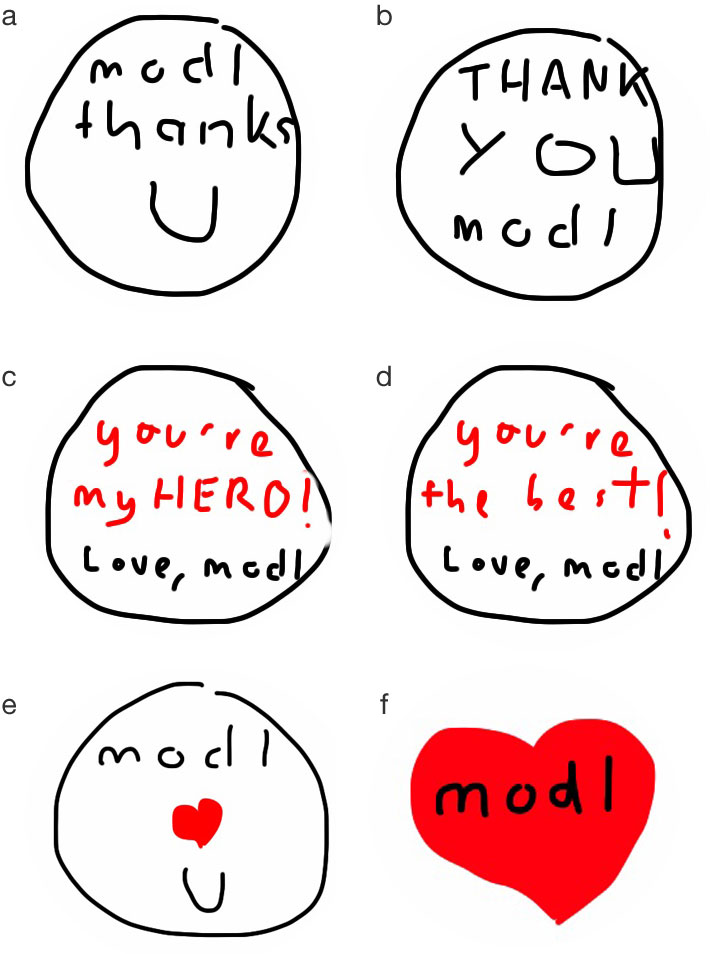 a
modl
thanks
U
b
THANK
YOU
modl
c
you're
my HERO!
Love, modl
d
you're
the best!
Love, modl
e
modl
U
f
modl